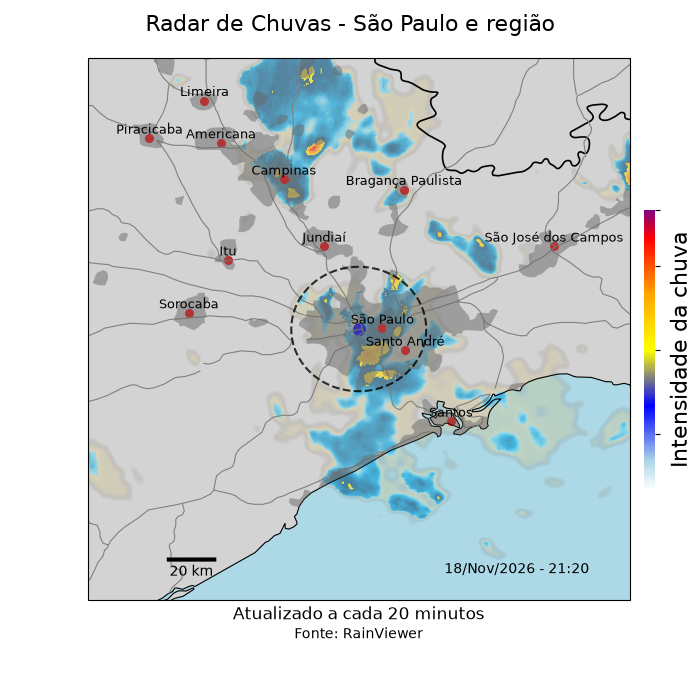 Radar de Chuvas - São Paulo e região
Limeira
Piracicaba
Americana
Campinas
Bragança Paulista
Jundiaí
São José dos Campos
Itu
Sorocaba
São Paulo
Santo André
Santos
Intensidade da chuva
20 km
18/Nov/2026 - 21:20
Atualizado a cada 20 minutos
Fonte: RainViewer